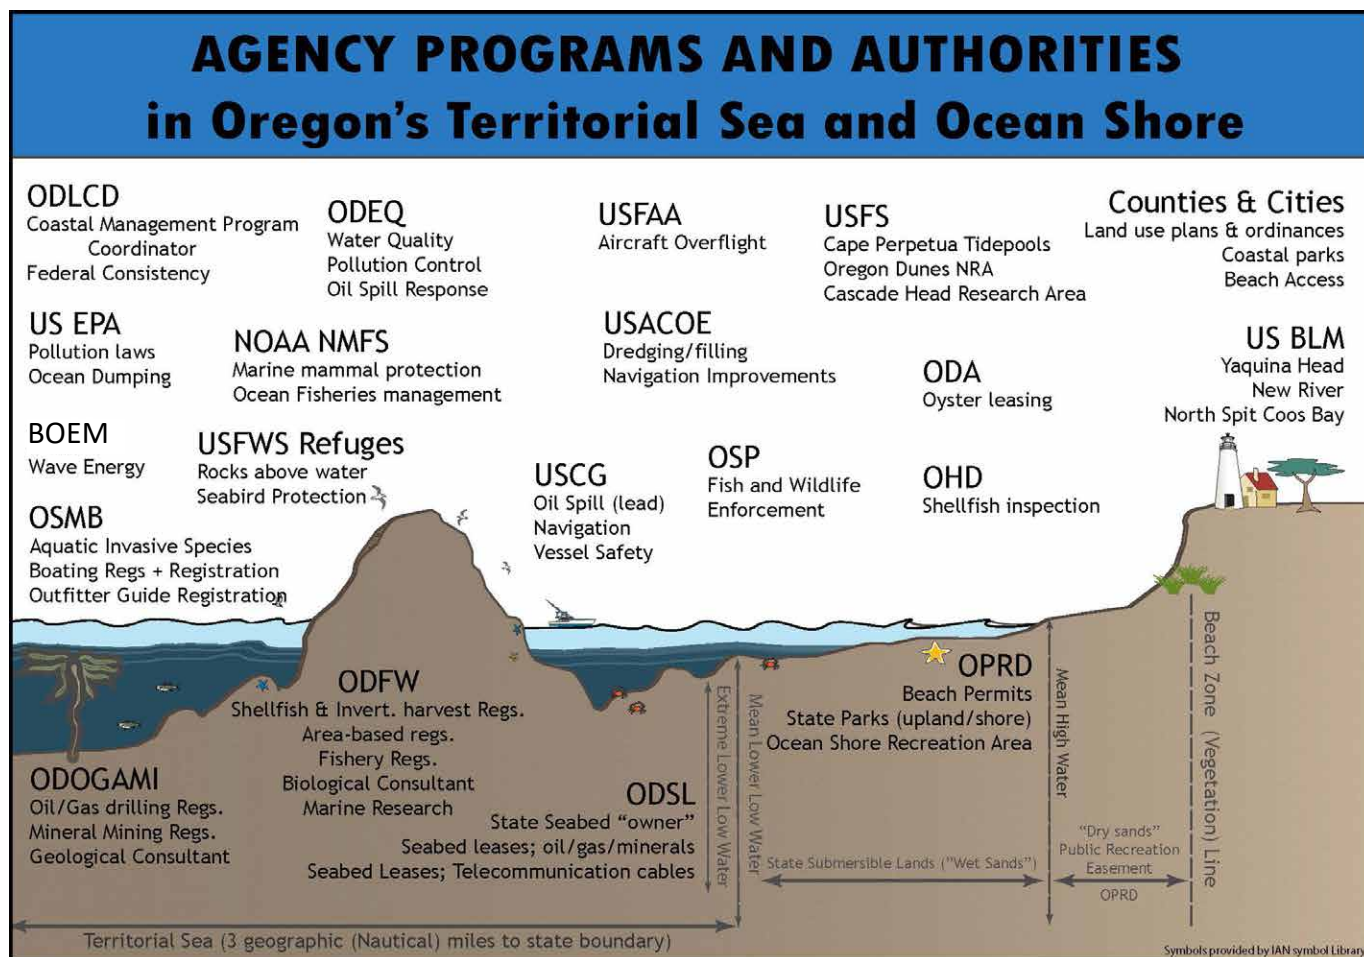 AGENCY PROGRAMS AND AUTHORITIES
in Oregon's Territorial Sea and Ocean Shore
ODLCD
Coastal Management Program
Coordinator
Federal Consistency
ODEQ
Water Quality
Pollution Control
Oil Spill Response
USFAA
Aircraft Overflight
USFS
Cape Perpetua Tidepools
Oregon Dunes NRA
Cascade Head Research Area
Counties & Cities
Land use plans & ordinances
Coastal parks
Beach Access
US EPA
Pollution laws
Ocean Dumping
NOAA NMFS
Marine mammal protection
Ocean Fisheries management
USACOE
Dredging/filling
Navigation Improvements
ODA
Oyster leasing
US BLM
Yaquina Head
New River
North Spit Coos Bay
BOEM
Wave Energy
USFWS Refuges
Rocks above water
Seabird Protection
USCG
Oil Spill (lead)
Navigation
Vessel Safety
OSP
Fish and Wildlife
Enforcement
OHD
Shellfish inspection
OSMB
Aquatic Invasive Species
Boating Regs + Registration
Outfitter Guide Registration
ODFW
Shellfish & Invert. harvest Regs.
Area-based regs.
Fishery Regs.
Biological Consultant
Marine Research
OPRD
Beach Permits
State Parks (upland/shore)
Ocean Shore Recreation Area
ODOGAMI
Oil/Gas drilling Regs.
Mineral Mining Regs.
Geological Consultant
ODSL
State Seabed "owner"
Seabed leases; oil/gas/minerals
Seabed Leases; Telecommunication cables
Extreme Lower Low Water
Mean Lower Low Water
Mean High Water
Beach Zone (Vegetation) Line
State Submersible Lands ("Wet Sands")
"Dry sands"
Public Recreation
Easement
OPRD
Territorial Sea (3 geographic (Nautical) miles to state boundary)
Symbols provided by IAN symbol Library